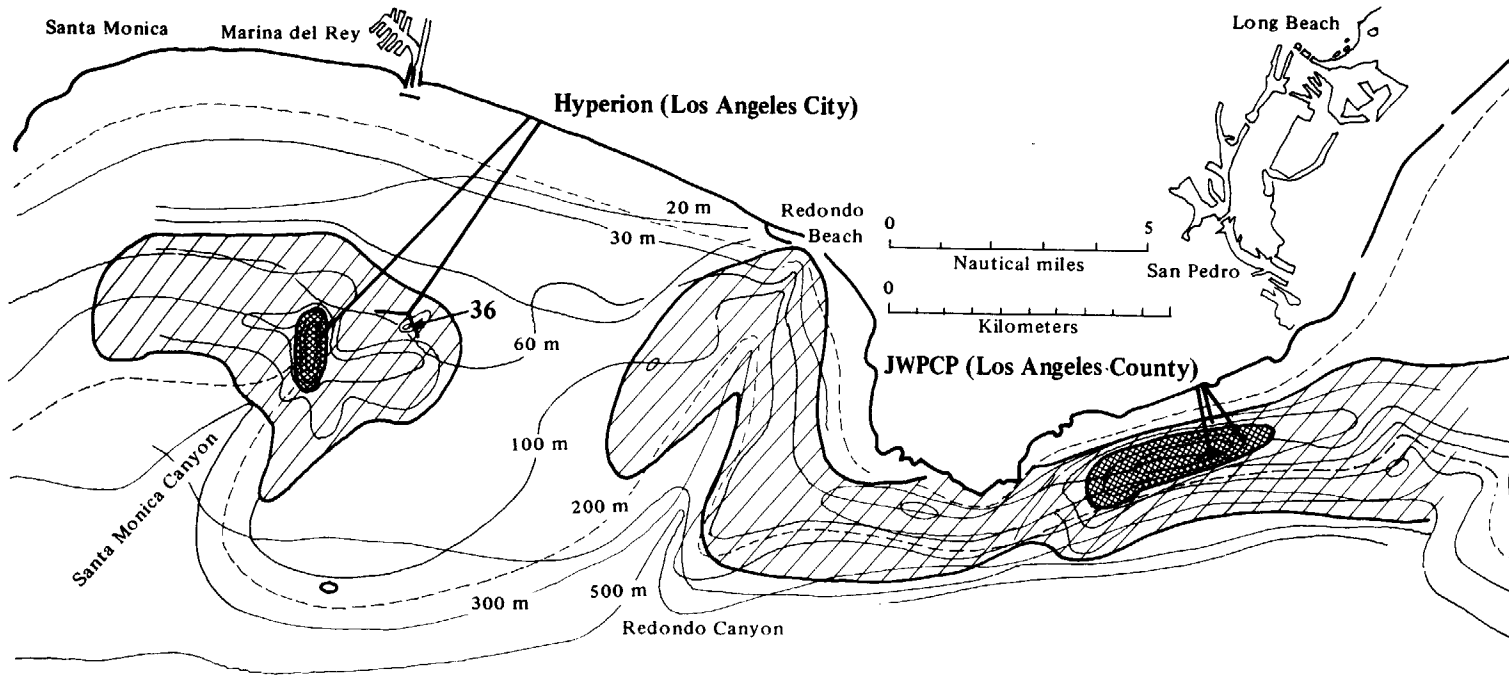 Santa Monica
Marina del Rey
Long Beach
Hyperion (Los Angeles City)
20 m
Redondo
Beach
30 m
0
5
Nautical miles
San Pedro
0
Kilometers
36
60 m
JWPCP (Los Angeles County)
100 m
Santa Monica Canyon
200 m
300 m
500 m
Redondo Canyon